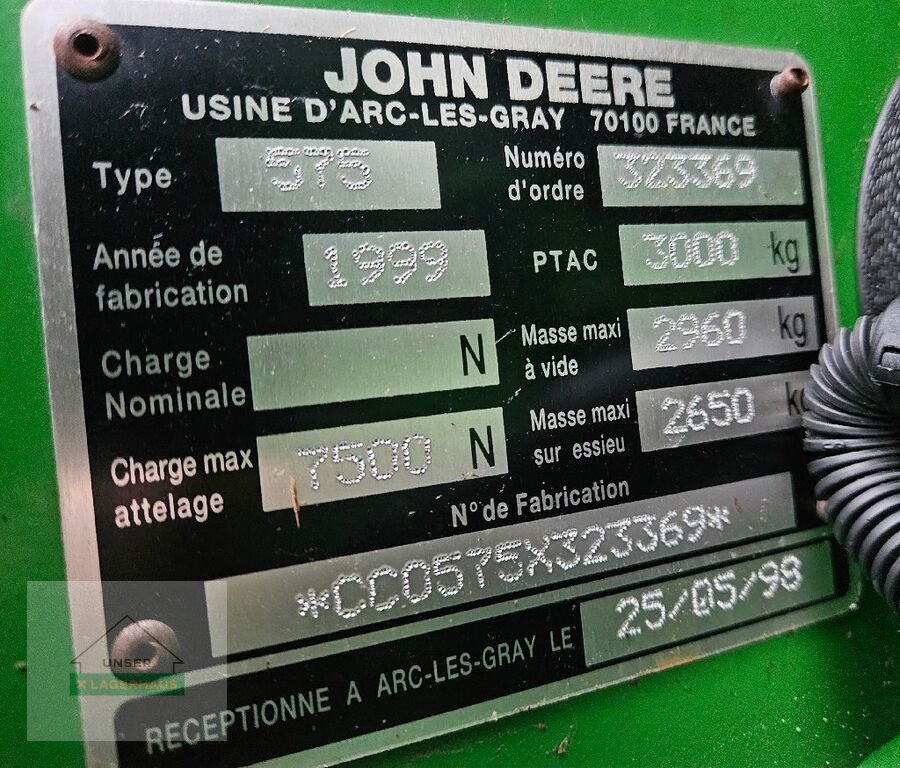 JOHN DEERE
USINE D'ARC-LES-GRAY 70100 FRANCE
Type 575 Numéro d'ordre 323369
Année de fabrication 1999 PTAC 3000 kg
Charge Nominale N Masse maxi à vide 2960 kg
Charge max attelage 7500 N Masse maxi sur essieu 2650
N° de Fabrication
*CC0575X323369*
RECEPTIONNE A ARC-LES-GRAY LE 25/05/98
UNSER
X LAGERHAUS